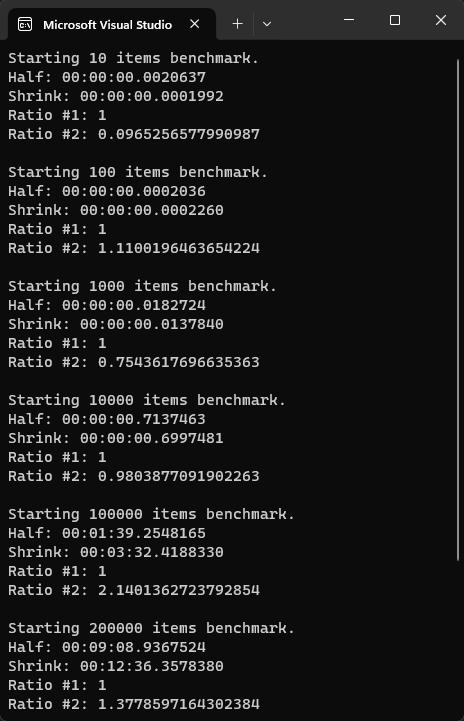 Microsoft Visual Studio
Starting 10 items benchmark.
Half: 00:00:00.0020637
Shrink: 00:00:00.0001992
Ratio #1: 1
Ratio #2: 0.0965256577990987
Starting 100 items benchmark.
Half: 00:00:00.0002036
Shrink: 00:00:00.0002260
Ratio #1: 1
Ratio #2: 1.1100196463654224
Starting 1000 items benchmark.
Half: 00:00:00.0182724
Shrink: 00:00:00.0137840
Ratio #1: 1
Ratio #2: 0.7543617696635363
Starting 10000 items benchmark.
Half: 00:00:00.7137463
Shrink: 00:00:00.6997481
Ratio #1: 1
Ratio #2: 0.9803877091902263
Starting 100000 items benchmark.
Half: 00:01:39.2548165
Shrink: 00:03:32.4188330
Ratio #1: 1
Ratio #2: 2.1401362723792854
Starting 200000 items benchmark.
Half: 00:09:08.9367524
Shrink: 00:12:36.3578380
Ratio #1: 1
Ratio #2: 1.3778597164302384